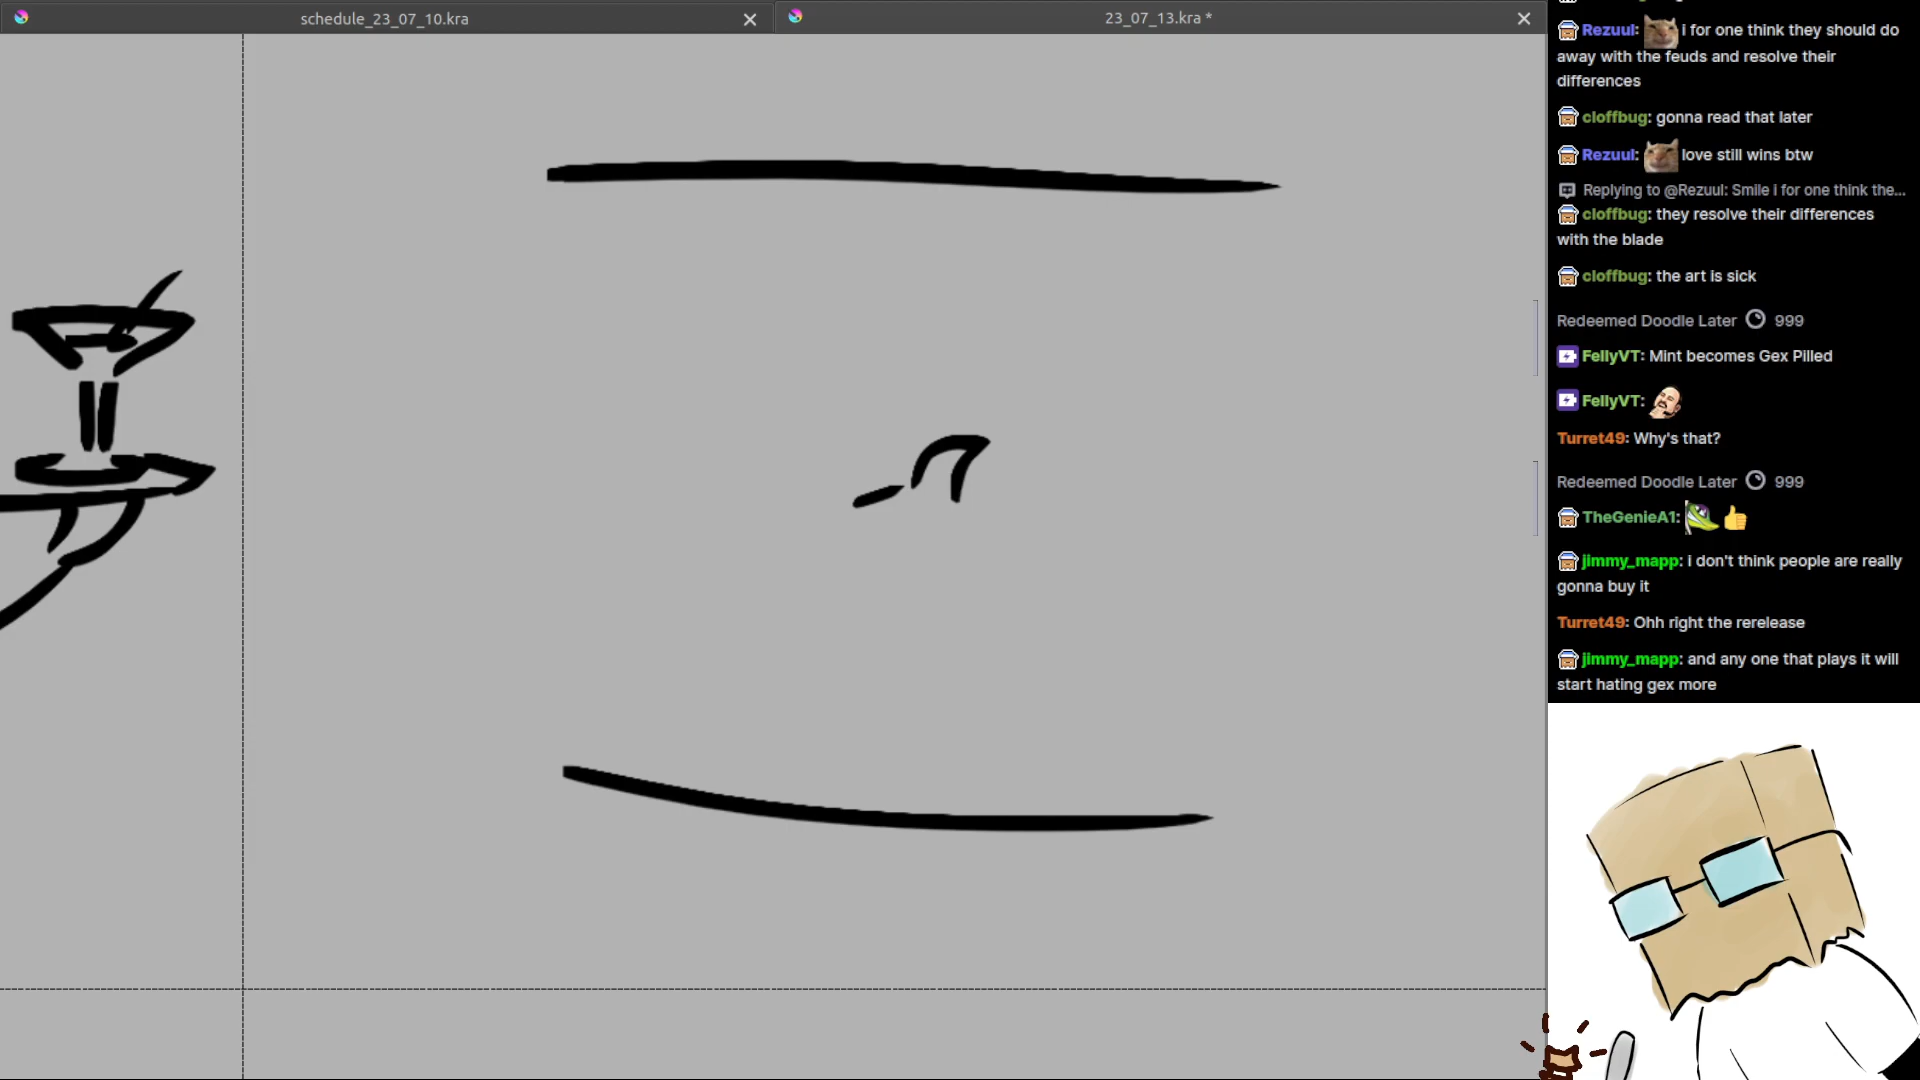 schedule_23_07_10.kra
23_07_13.kra *
Rezuul: i for one think they should do
away with the feuds and resolve their
differences
cloffbug: gonna read that later
Rezuul: love still wins btw
Replying to @Rezuul: Smile i for one think the...
cloffbug: they resolve their differences
with the blade
cloffbug: the art is sick
Redeemed Doodle Later 999
FellyVT: Mint becomes Gex Pilled
FellyVT:
Turret49: Why's that?
Redeemed Doodle Later 999
TheGenieA1:
jimmy_mapp: i don't think people are really
gonna buy it
Turret49: Ohh right the rerelease
jimmy_mapp: and any one that plays it will
start hating gex more